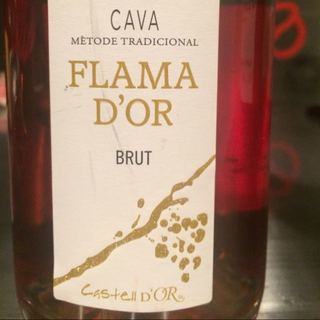 CAVA
MÈTODE TRADICIONAL
FLAMA
D'OR
BRUT
Castell D'OR